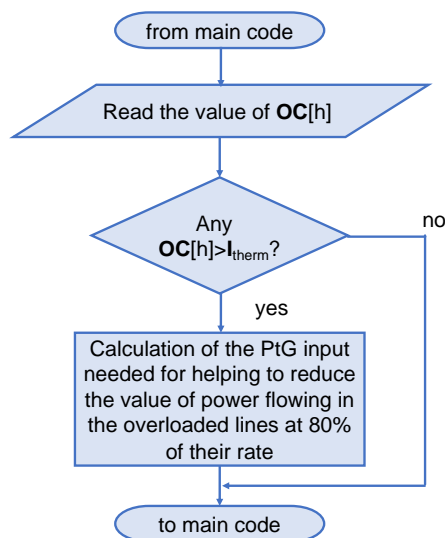 from main code
Read the value of OC[h]
Any
OC[h]>Itherm?
no
yes
Calculation of the PtG input
needed for helping to reduce
the value of power flowing in
the overloaded lines at 80%
of their rate
to main code